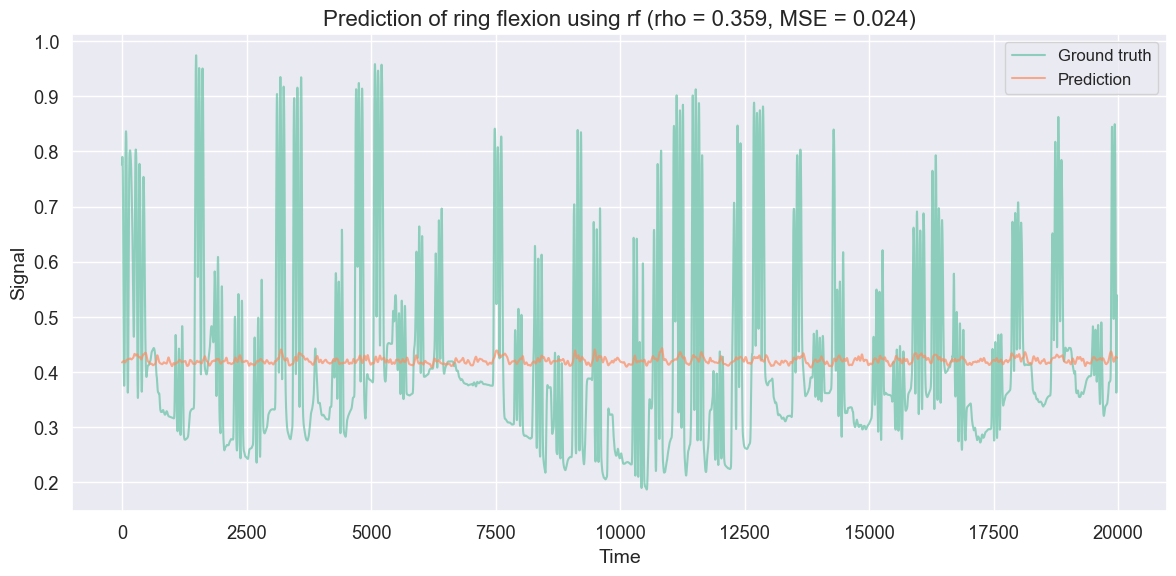 Prediction of ring flexion using rf (rho = 0.359, MSE = 0.024)
Ground truth
Prediction
1.0
0.9
0.8
0.7
0.6
0.5
0.4
0.3
0.2
Signal
0 2500 5000 7500 10000 12500 15000 17500 20000
Time